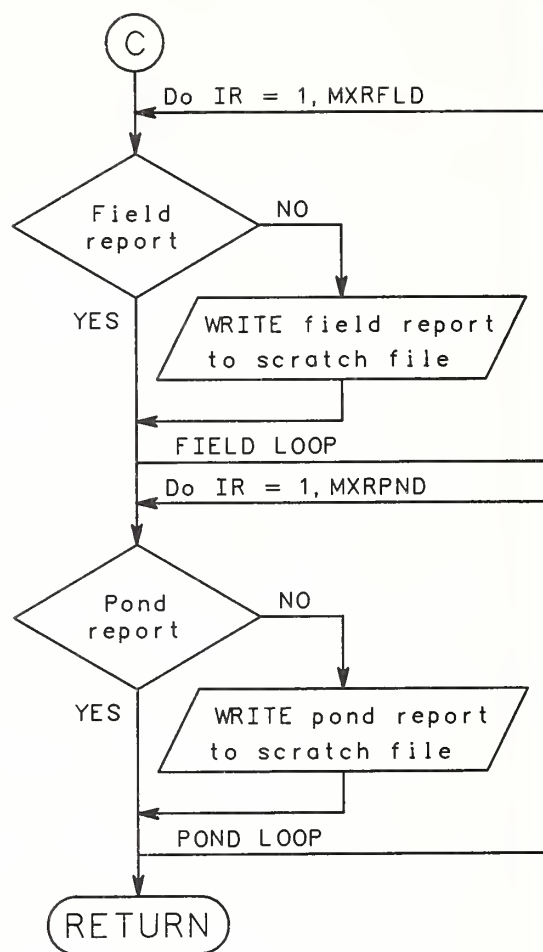 C
Do IR = 1, MXRFLD
Field
report
NO
YES
WRITE field report
to scratch file
FIELD LOOP
Do IR = 1, MXRPND
Pond
report
NO
YES
WRITE pond report
to scratch file
POND LOOP
RETURN